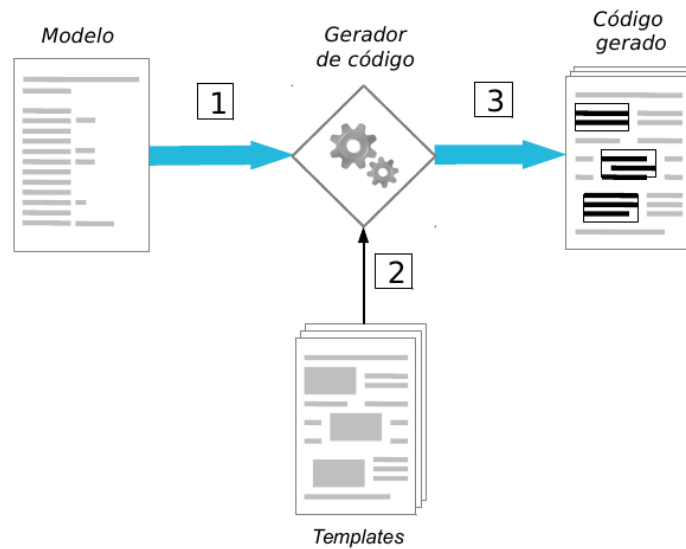 Modelo
Gerador
de código
Código
gerado
1
3
2
Templates